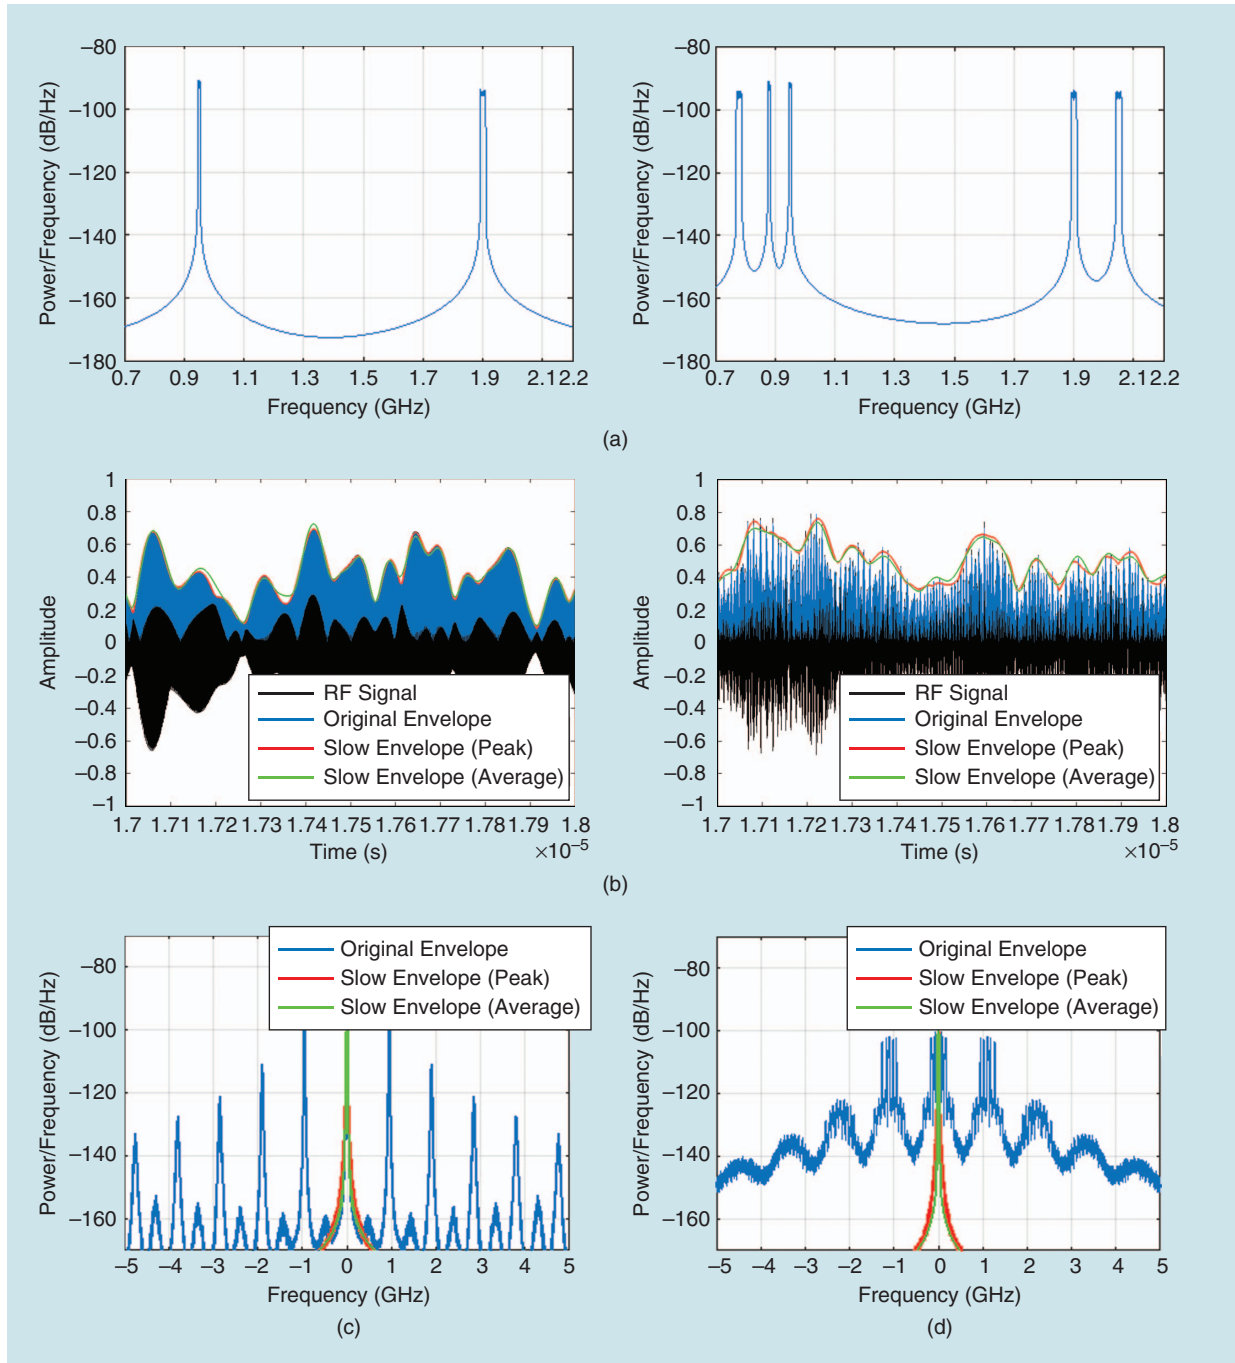 −80
−100
−120
−140
−160
−180
Power/Frequency (dB/Hz)
0.7 0.9 1.1 1.3 1.5 1.7 1.9 2.1 2.2
Frequency (GHz)
−80
−100
−120
−140
−160
−180
Power/Frequency (dB/Hz)
0.7 0.9 1.1 1.3 1.5 1.7 1.9 2.1 2.2
Frequency (GHz)
(a)
1
0.8
0.6
0.4
0.2
0
−0.2
−0.4
−0.6
−0.8
−1
Amplitude
RF Signal
Original Envelope
Slow Envelope (Peak)
Slow Envelope (Average)
1.7 1.71 1.72 1.73 1.74 1.75 1.76 1.77 1.78 1.79 1.8
Time (s)
×10−5
1
0.8
0.6
0.4
0.2
0
−0.2
−0.4
−0.6
−0.8
−1
Amplitude
RF Signal
Original Envelope
Slow Envelope (Peak)
Slow Envelope (Average)
1.7 1.71 1.72 1.73 1.74 1.75 1.76 1.77 1.78 1.79 1.8
Time (s)
×10−5
(b)
Original Envelope
Slow Envelope (Peak)
Slow Envelope (Average)
−80
−100
−120
−140
−160
Power/Frequency (dB/Hz)
−5 −4 −3 −2 −1 0 1 2 3 4 5
Frequency (GHz)
(c)
Original Envelope
Slow Envelope (Peak)
Slow Envelope (Average)
−80
−100
−120
−140
−160
Power/Frequency (dB/Hz)
−5 −4 −3 −2 −1 0 1 2 3 4 5
Frequency (GHz)
(d)